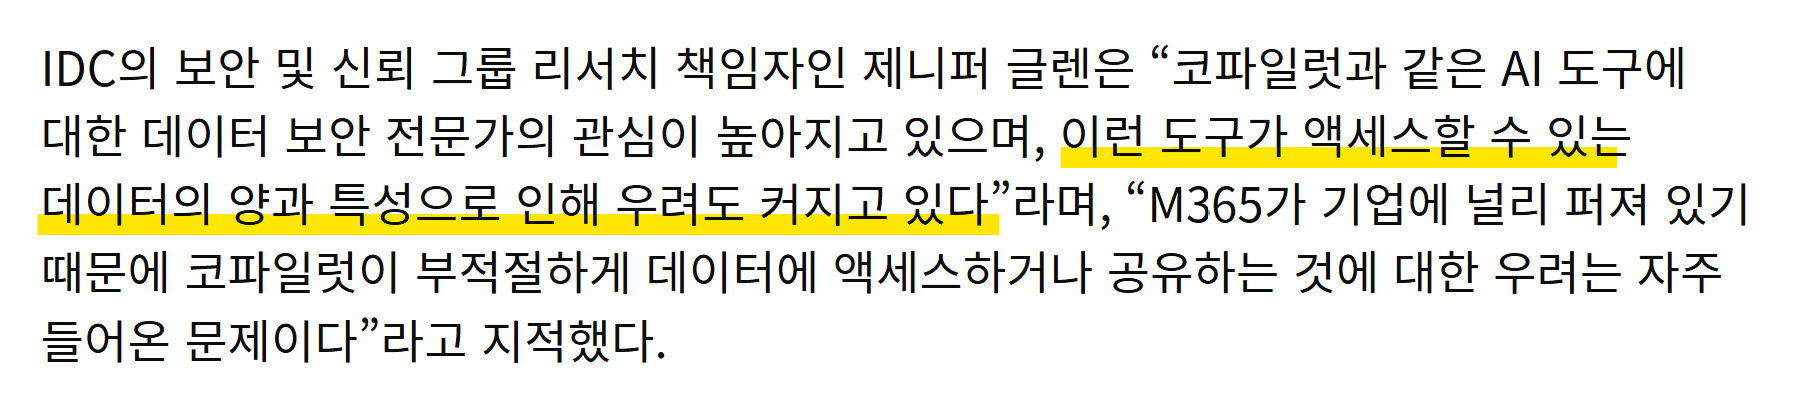 IDC의 보안 및 신뢰 그룹 리서치 책임자인 제니퍼 글렌은 “코파일럿과 같은 AI 도구에
대한 데이터 보안 전문가의 관심이 높아지고 있으며, 이런 도구가 액세스할 수 있는
데이터의 양과 특성으로 인해 우려도 커지고 있다”라며, “M365가 기업에 널리 퍼져 있기
때문에 코파일럿이 부적절하게 데이터에 액세스하거나 공유하는 것에 대한 우려는 자주
들어온 문제이다”라고 지적했다.